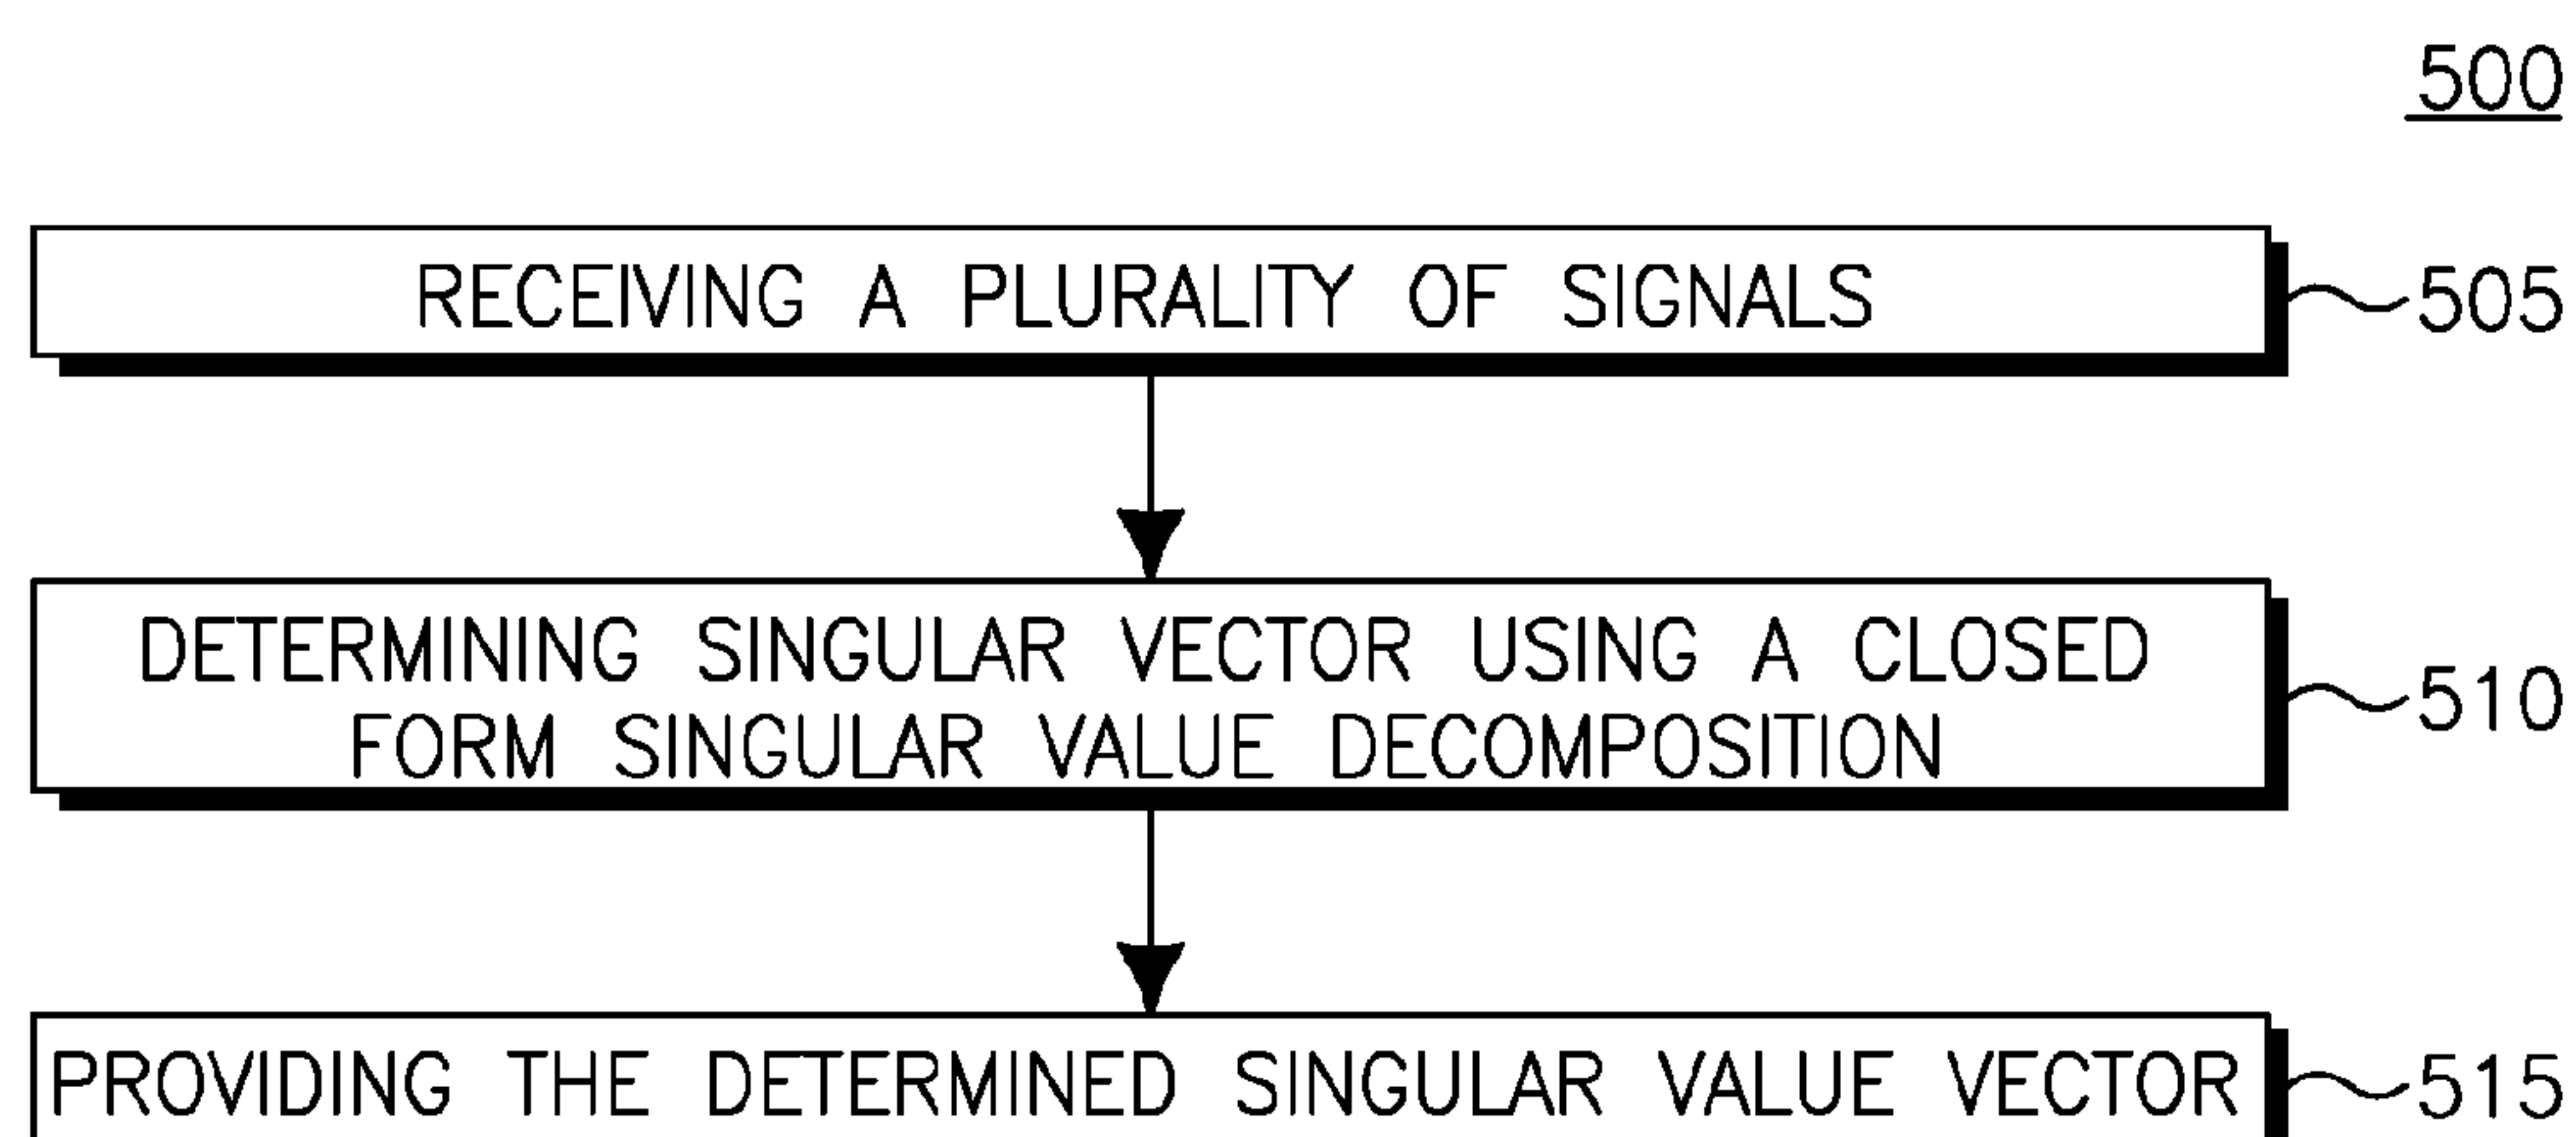 500
RECEIVING A PLURALITY OF SIGNALS
505
DETERMINING SINGULAR VECTOR USING A CLOSED
FORM SINGULAR VALUE DECOMPOSITION
510
PROVIDING THE DETERMINED SINGULAR VALUE VECTOR
515